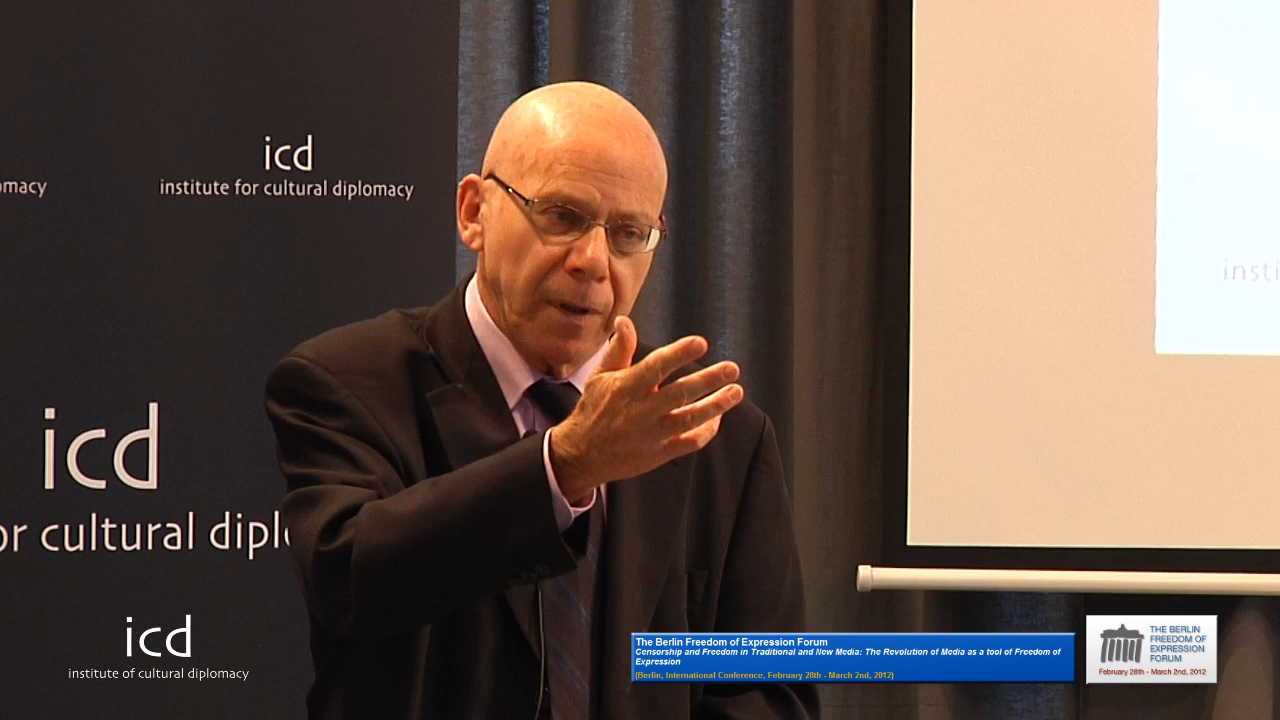 omacy
icd
institute for cultural diplomacy
icd
or cultural diplo
icd
institute of cultural diplomacy
insti
The Berlin Freedom of Expression Forum
Censorship and Freedom in Traditional and New Media: The Revolution of Media as a tool of Freedom of
Expression
(Berlin, International Conference, February 28th - March 2nd, 2012)
THE BERLIN
FREEDOM OF
EXPRESSION
FORUM
February 28th - March 2nd, 2012